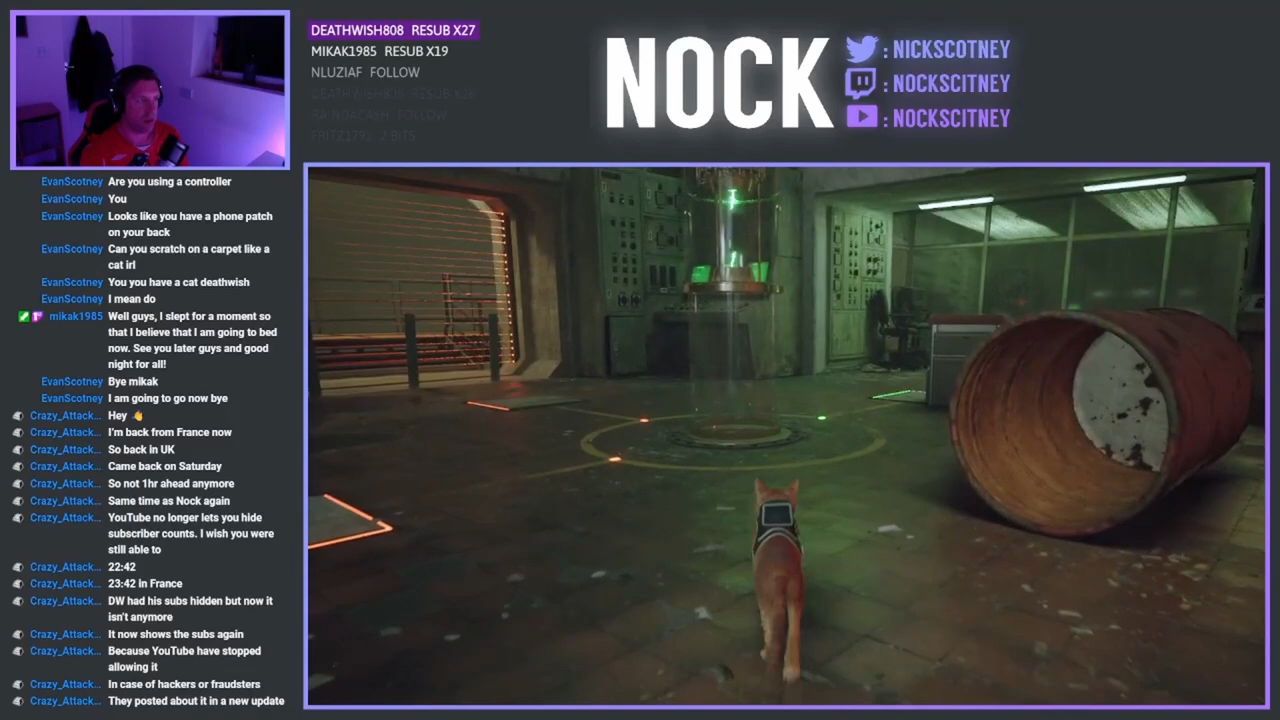 DEATHWISH808 RESUB X27
MIKAK1985 RESUB X19
NLUZIAF FOLLOW
NOCK
: NICKSCOTNEY
: NOCKSCITNEY
: NOCKSCITNEY
EvanScotney Are you using a controller
EvanScotney You
EvanScotney Looks like you have a phone patch
on your back
EvanScotney Can you scratch on a carpet like a
cat irl
EvanScotney You you have a cat deathwish
EvanScotney I mean do
mikak1985 Well guys, I slept for a moment so
that I believe that I am going to bed
now. See you later guys and good
night for all!
EvanScotney Bye mikak
EvanScotney I am going to go now bye
Crazy_Attack... Hey 👋
Crazy_Attack... I'm back from France now
Crazy_Attack... So back in UK
Crazy_Attack... Came back on Saturday
Crazy_Attack... So not 1hr ahead anymore
Crazy_Attack... Same time as Nock again
Crazy_Attack... YouTube no longer lets you hide
subscriber counts. I wish you were
still able to
Crazy_Attack... 22:42
Crazy_Attack... 23:42 In France
Crazy_Attack... DW had his subs hidden but now it
isn't anymore
Crazy_Attack... It now shows the subs again
Crazy_Attack... Because YouTube have stopped
allowing it
Crazy_Attack... In case of hackers or fraudsters
Crazy_Attack... They posted about it in a new update